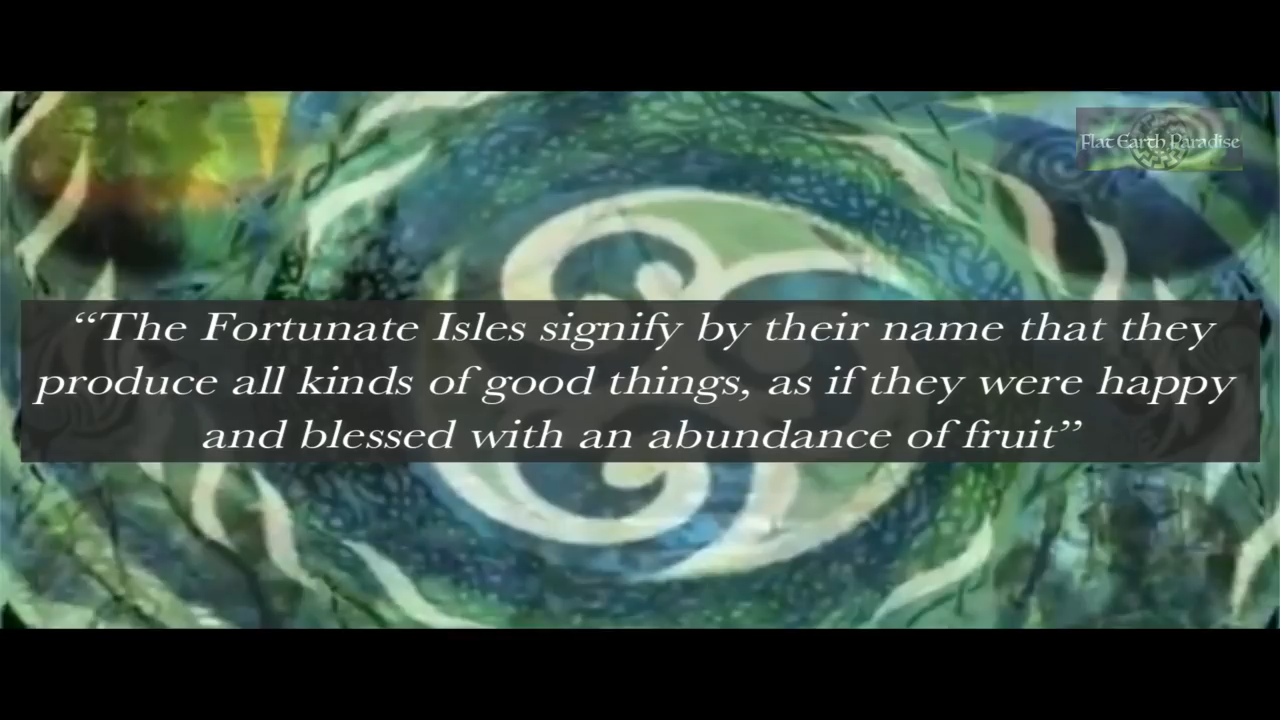 Flat Earth Paradise
“The Fortunate Isles signify by their name that they
produce all kinds of good things, as if they were happy
and blessed with an abundance of fruit”